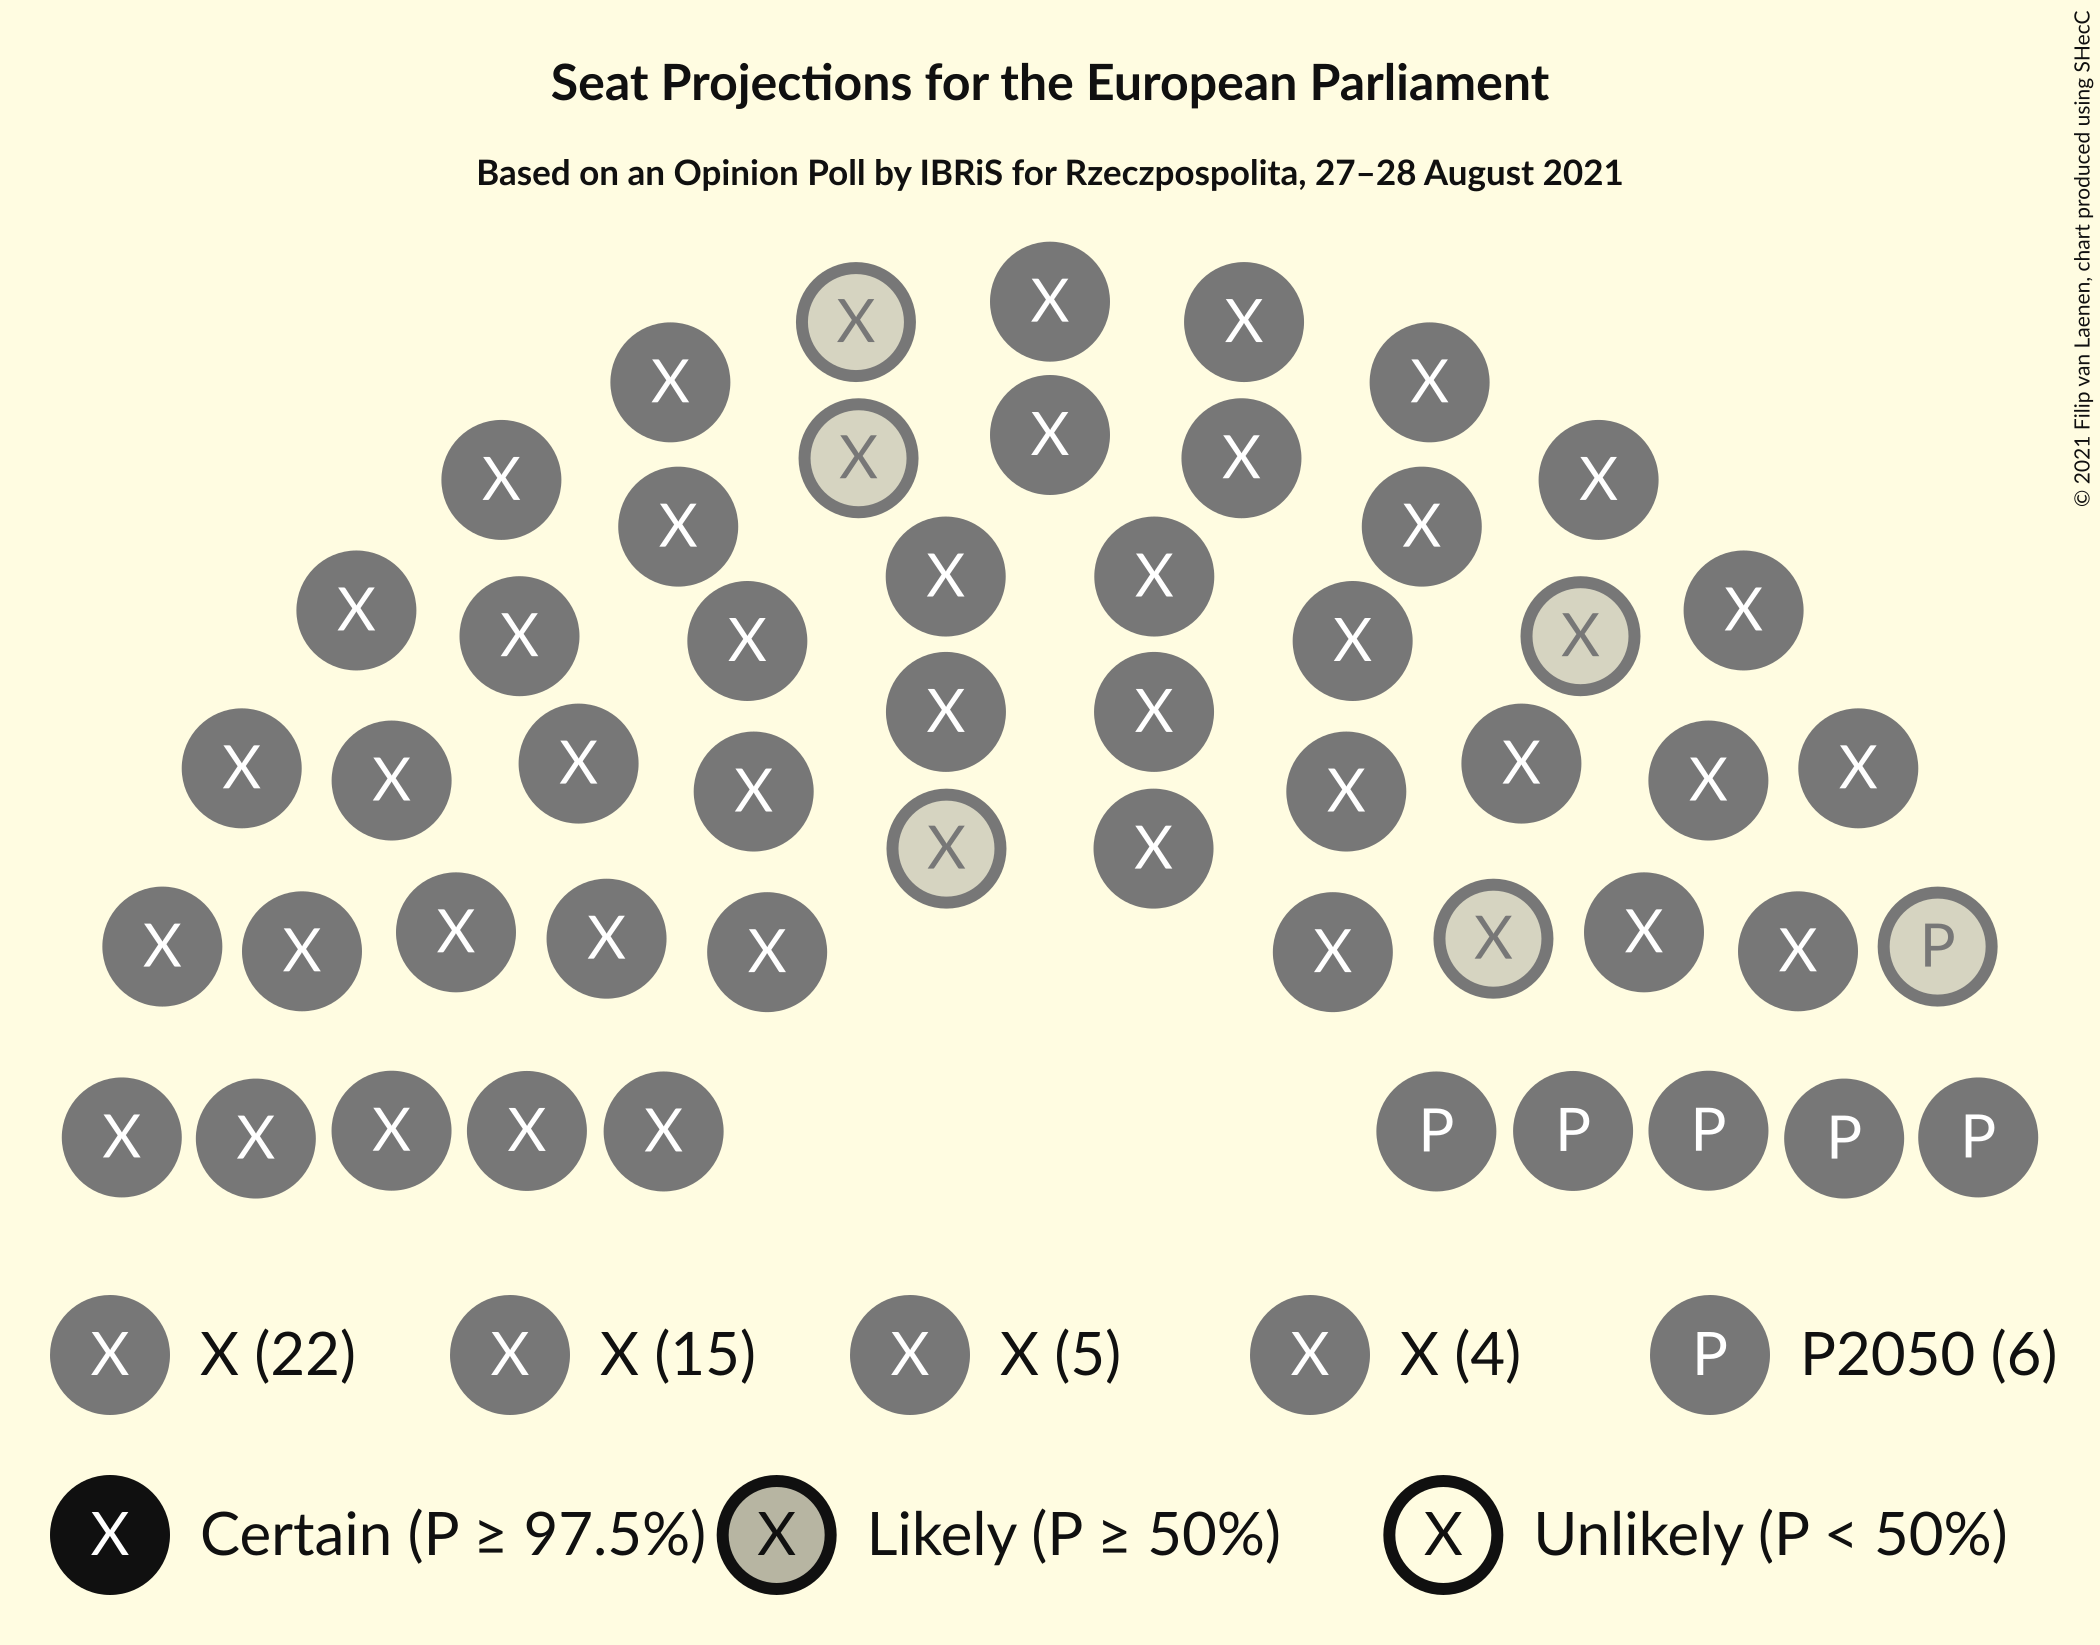 Seat Projections for the European Parliament
Based on an Opinion Poll by IBRiS for Rzeczpospolita, 27–28 August 2021
© 2021 Filip van Laenen, chart produced using SHecC
X
X X
X X
X
X X
X X
X X
X X
X X
X X
X X X X
X X
X X X X
X X
X X X X
X X
X X X X
X X X X P
X X X X
X X
X X X X X P P P P P
X X (22) X X (15) X X (5) X X (4) P P2050 (6)
X Certain (P ≥ 97.5%) X Likely (P ≥ 50%) X Unlikely (P < 50%)